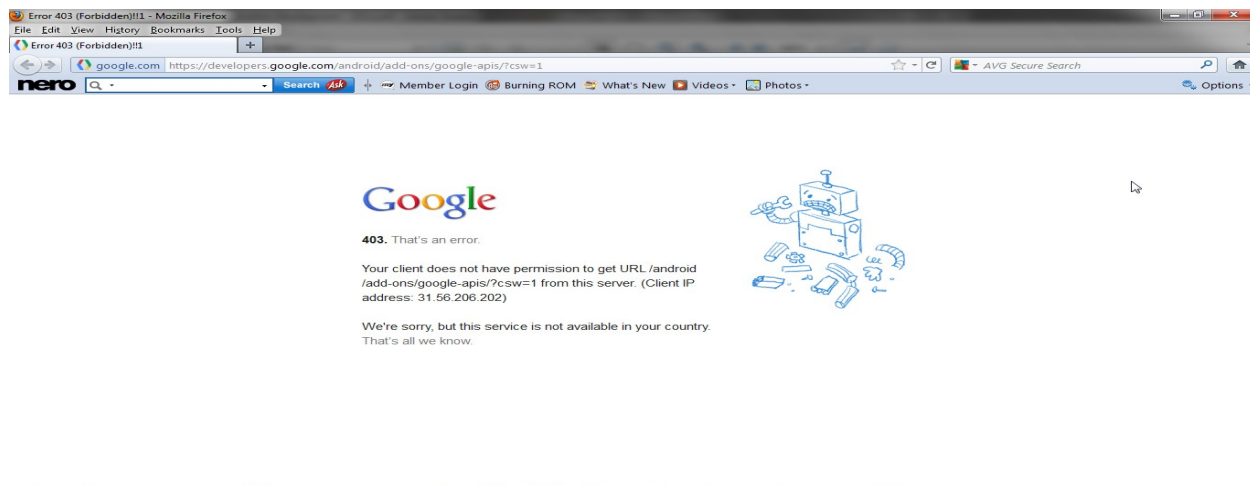 Error 403 (Forbidden)!!1 - Mozilla Firefox
File Edit View History Bookmarks Tools Help
Error 403 (Forbidden)!!1 +
google.com https://developers.google.com/android/add-ons/google-apis/?csw=1 AVG Secure Search
nero Search Ask my Member Login Burning ROM What's New Videos Photos Options
Google
403. That's an error.
Your client does not have permission to get URL /android
/add-ons/google-apis/?csw=1 from this server. (Client IP
address: 31.56.206.202)
We're sorry, but this service is not available in your country.
That's all we know.